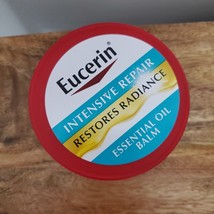 Eucerin®
INTENSIVE REPAIR
RESTORES RADIANCE
ESSENTIAL OIL
BALM